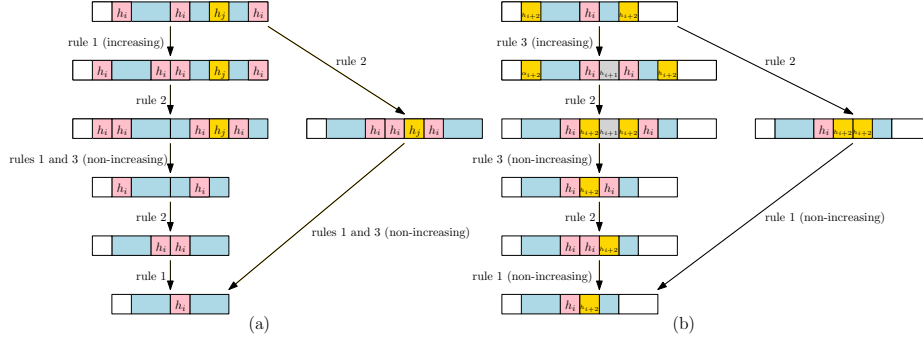 h_i h_i h_j h_i
rule 1 (increasing)
rule 2
h_i h_i h_i h_j h_i
rule 2
h_i h_i h_i h_j h_i
h_i h_i h_j h_i
rules 1 and 3 (non-increasing)
h_i h_i
rule 2
rules 1 and 3 (non-increasing)
h_i h_i
rule 1
h_i
(a)
h_{i+2} h_i h_{i+2}
rule 3 (increasing)
rule 2
h_i h_{i+1} h_i h_{i+2}
rule 2
h_i h_{i+2} h_{i+1} h_{i+2} h_i
h_i h_{i+2} h_{i+2}
rule 3 (non-increasing)
h_i h_{i+2} h_i
rule 2
rule 1 (non-increasing)
h_i h_i h_{i+2}
rule 1 (non-increasing)
h_i h_{i+2}
(b)